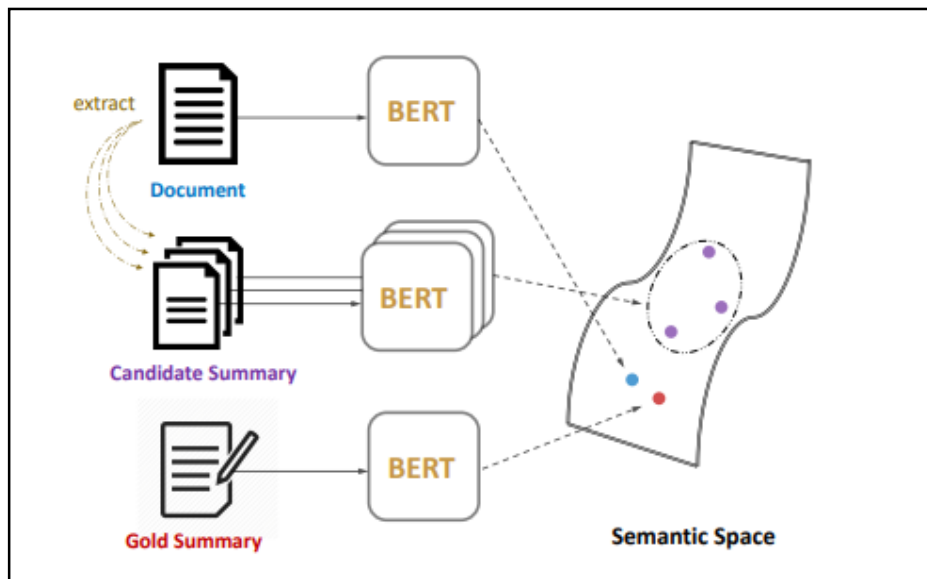 extract
BERT
Document
BERT
Candidate Summary
BERT
Gold Summary
Semantic Space